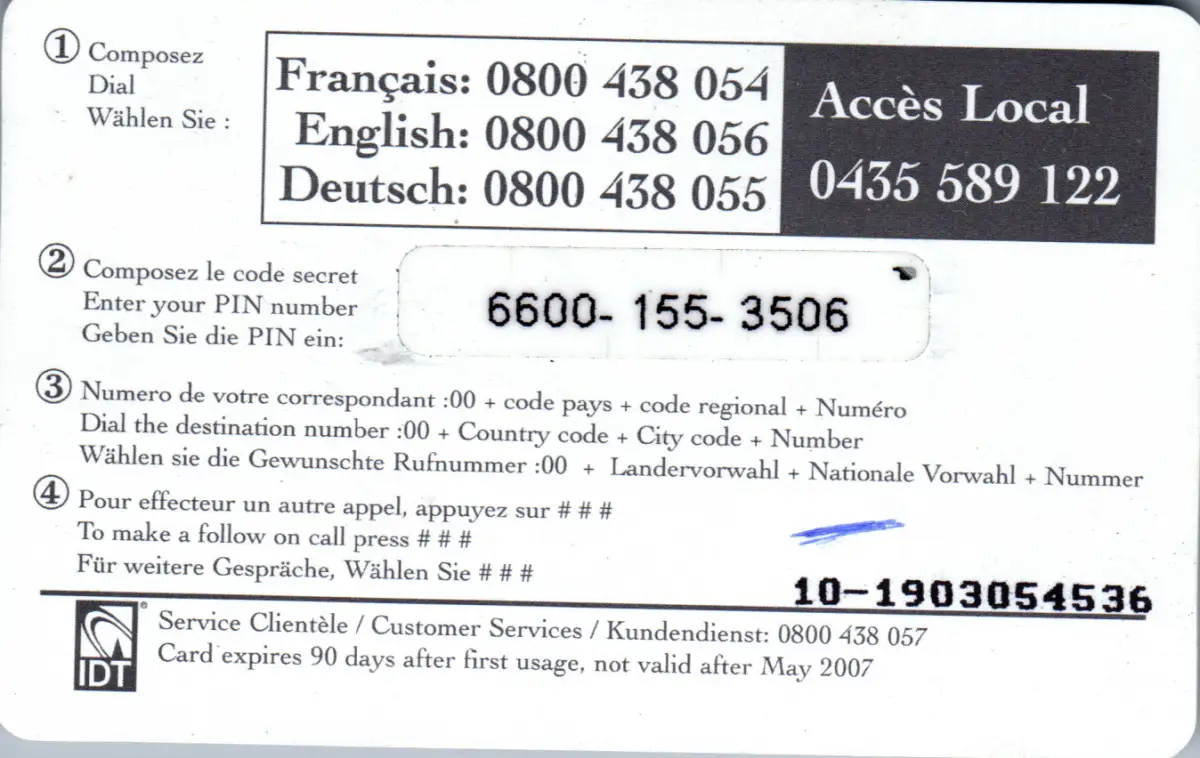 ① Composez
Dial
Wählen Sie :
Français: 0800 438 054
English: 0800 438 056
Deutsch: 0800 438 055
Accès Local
0435 589 122
② Composez le code secret
Enter your PIN number
Geben Sie die PIN ein:
6600- 155- 3506
③ Numero de votre correspondant :00 + code pays + code regional + Numéro
Dial the destination number :00 + Country code + City code + Number
Wählen sie die Gewunschte Rufnummer :00 + Landervorwahl + Nationale Vorwahl + Nummer
④ Pour effecteur un autre appel, appuyez sur # # #
To make a follow on call press # # #
Für weitere Gespräche, Wählen Sie # # #
10-1903054536
IDT ®
Service Clientèle / Customer Services / Kundendienst: 0800 438 057
Card expires 90 days after first usage, not valid after May 2007